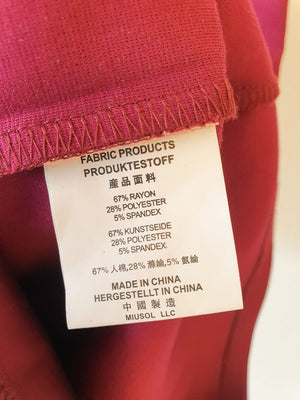 FABRIC PRODUCTS
PRODUKTESTOFF
産品面料
67% RAYON
28% POLYESTER
5% SPANDEX
67% KUNSTSEIDE
28% POLYESTER
5% SPANDEX.
67% 人棉,28% 滌綸,5% 氨綸
MADE IN CHINA
HERGESTELLT IN CHINA
中國製造
MIUSOL LLC